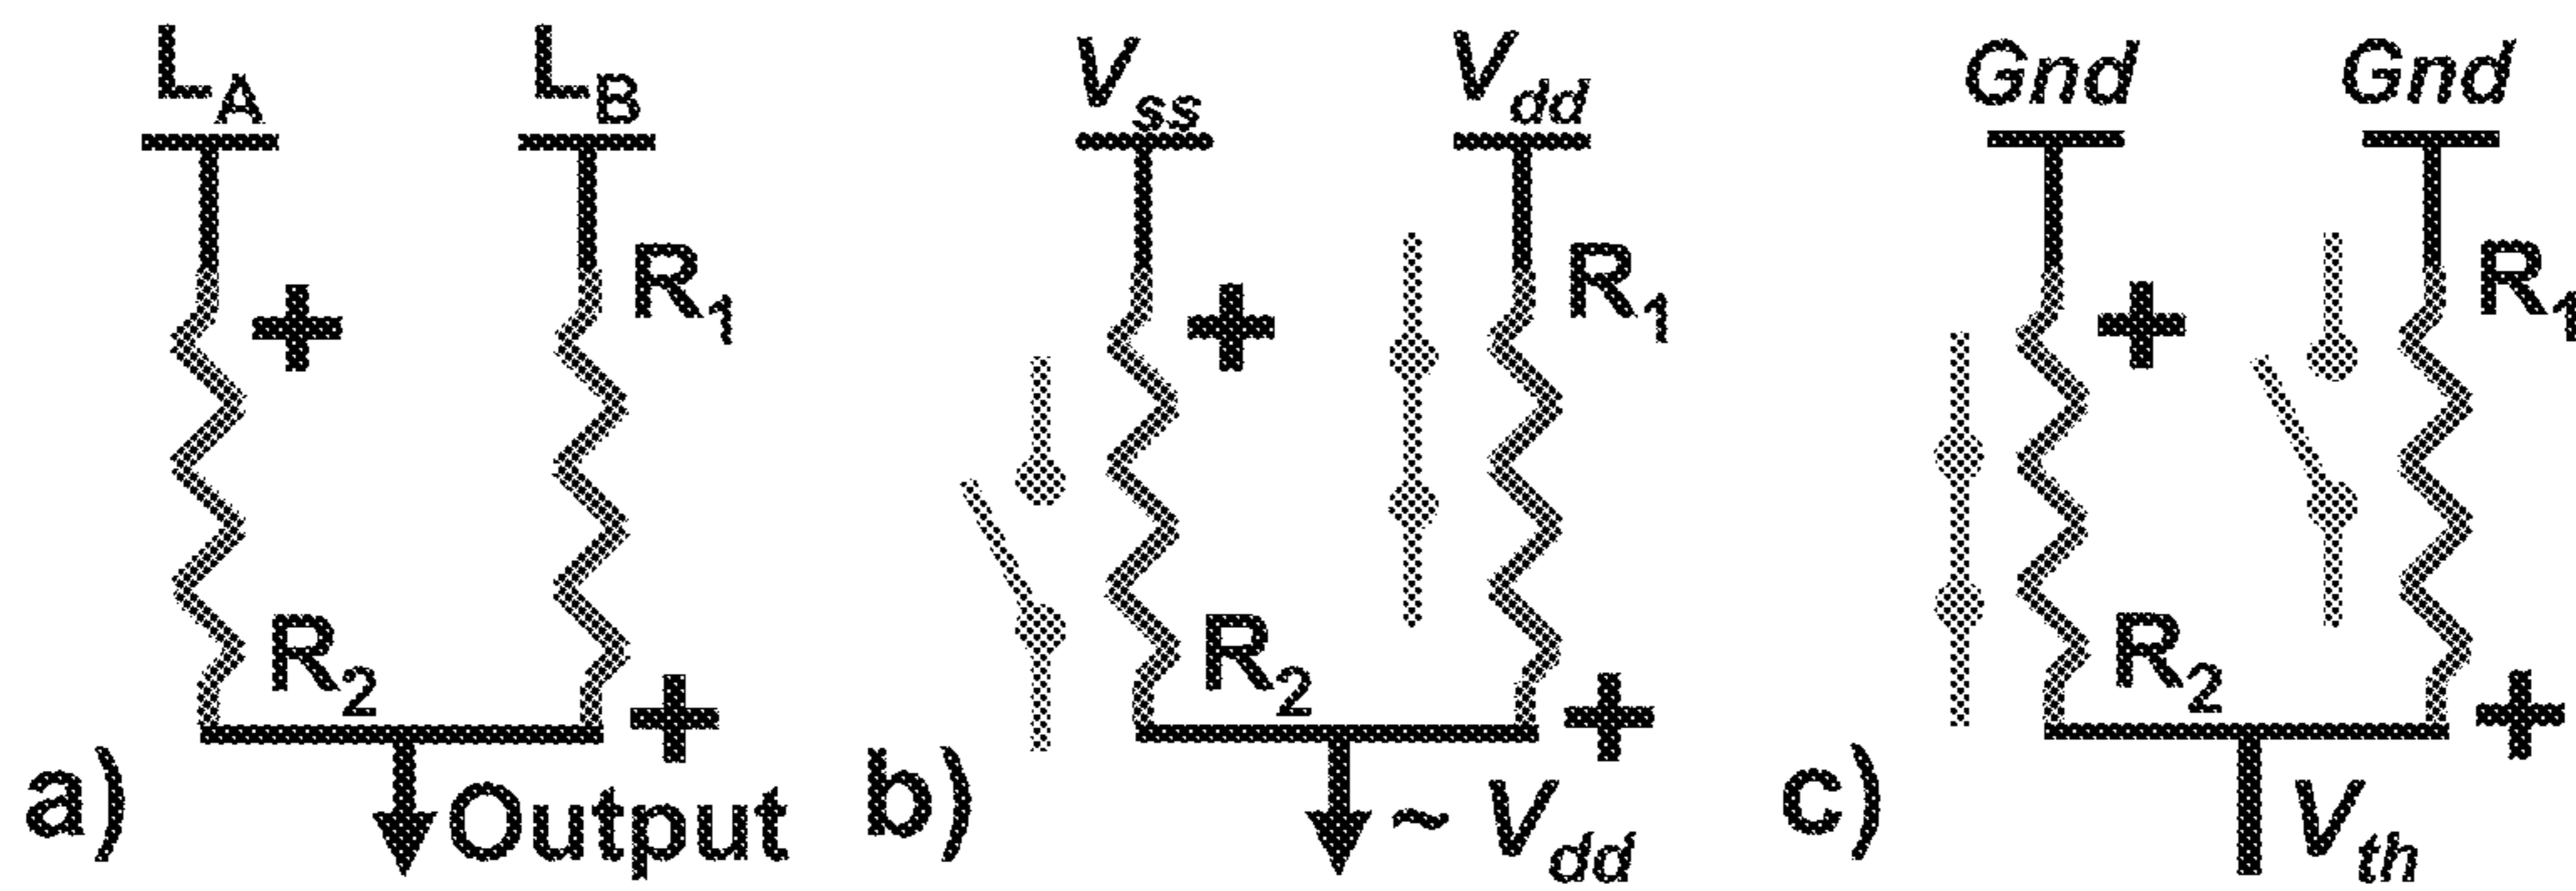 L_A L_B V_ss V_dd Gnd Gnd
+ R_1 + R_1 + R_1
R_2 + R_2 + R_2 +
a) Output b) ~ V_dd c) V_th